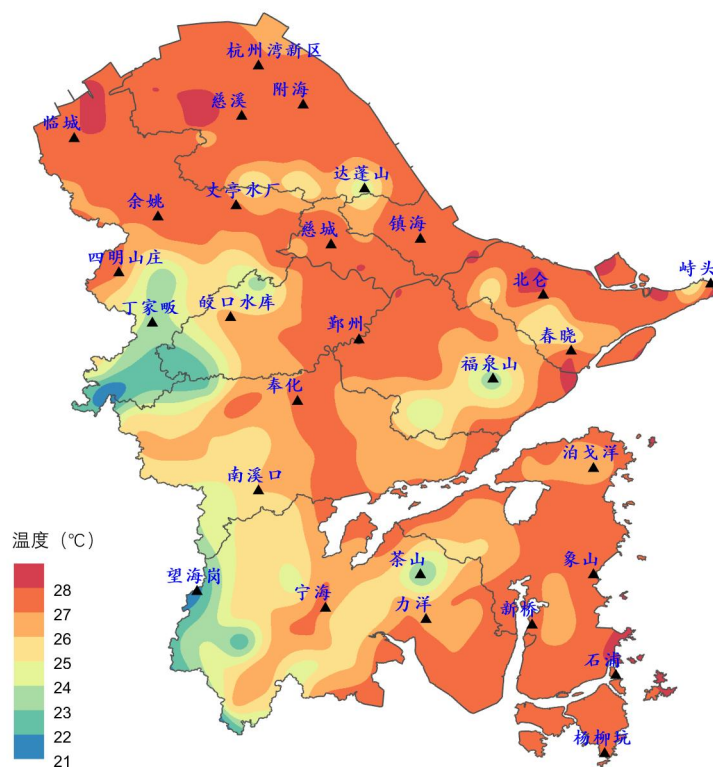 杭州湾新区
附海
慈溪
临城
达蓬山
丈亭水厂
余姚
慈城
镇海
四明山庄
峙头
北仑
丁家畈
皎口水库
鄞州
春晓
福泉山
奉化
泊戈洋
南溪口
温度（℃）
28
27
26
25
24
23
22
21
望海岗
茶山
象山
宁海
力洋
新桥
石浦
杨柳坑